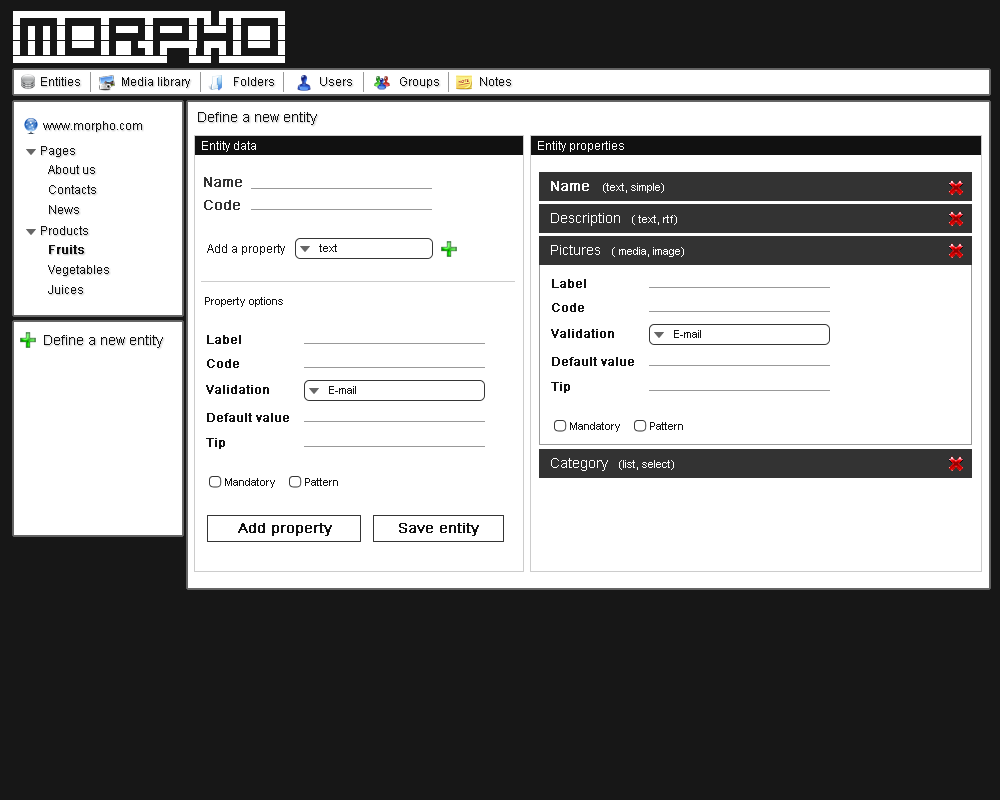 MORPHO
Entities Media library Folders Users Groups Notes
www.morpho.com
Pages
About us
Contacts
News
Products
Fruits
Vegetables
Juices
Define a new entity
Define a new entity
Entity data
Name
Code
Add a property text
Property options
Label
Code
Validation E-mail
Default value
Tip
Mandatory Pattern
Add property Save entity
Entity properties
Name (text, simple)
Description ( text, rtf)
Pictures ( media, image)
Label
Code
Validation E-mail
Default value
Tip
Mandatory Pattern
Category (list, select)